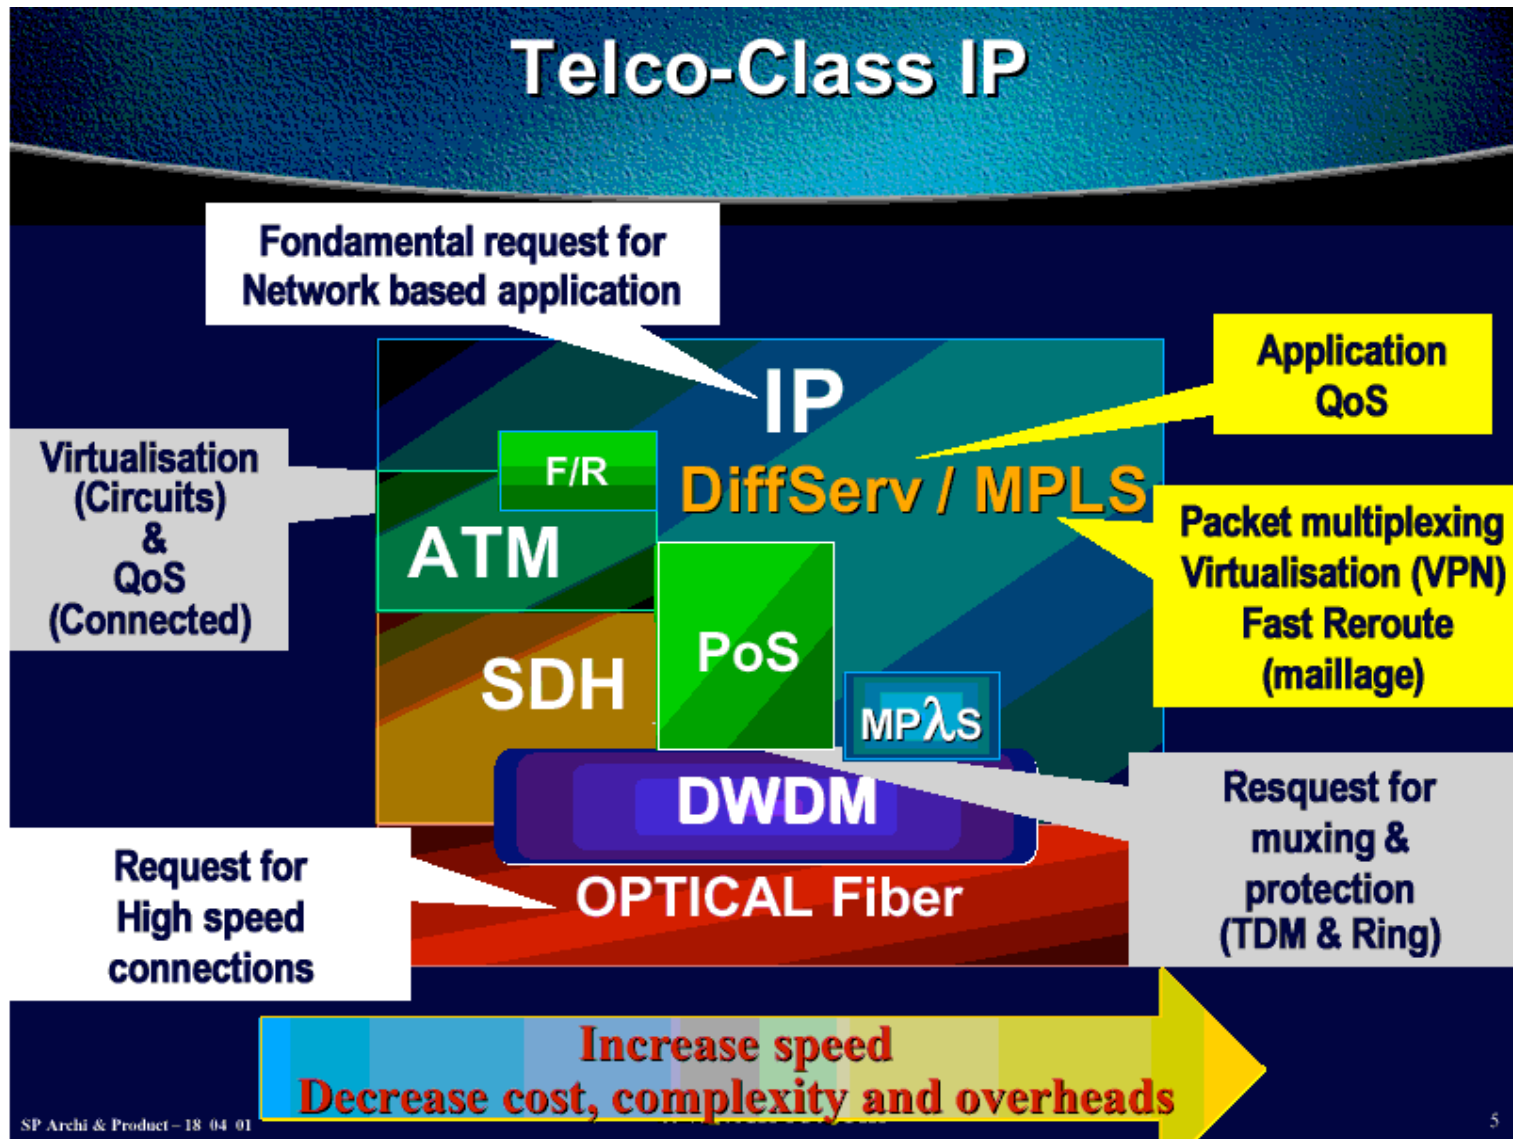 Telco-Class IP
Fondamental request for
Network based application
IP
Application
QoS
Virtualisation
(Circuits)
&
QoS
(Connected)
F/R
DiffServ / MPLS
ATM
Packet multiplexing
Virtualisation (VPN)
Fast Reroute
(maillage)
PoS
SDH
MPλS
DWDM
Resquest for
muxing &
protection
(TDM & Ring)
Request for
High speed
connections
OPTICAL Fiber
Increase speed
Decrease cost, complexity and overheads
SP Archi & Product – 18 04 01
5